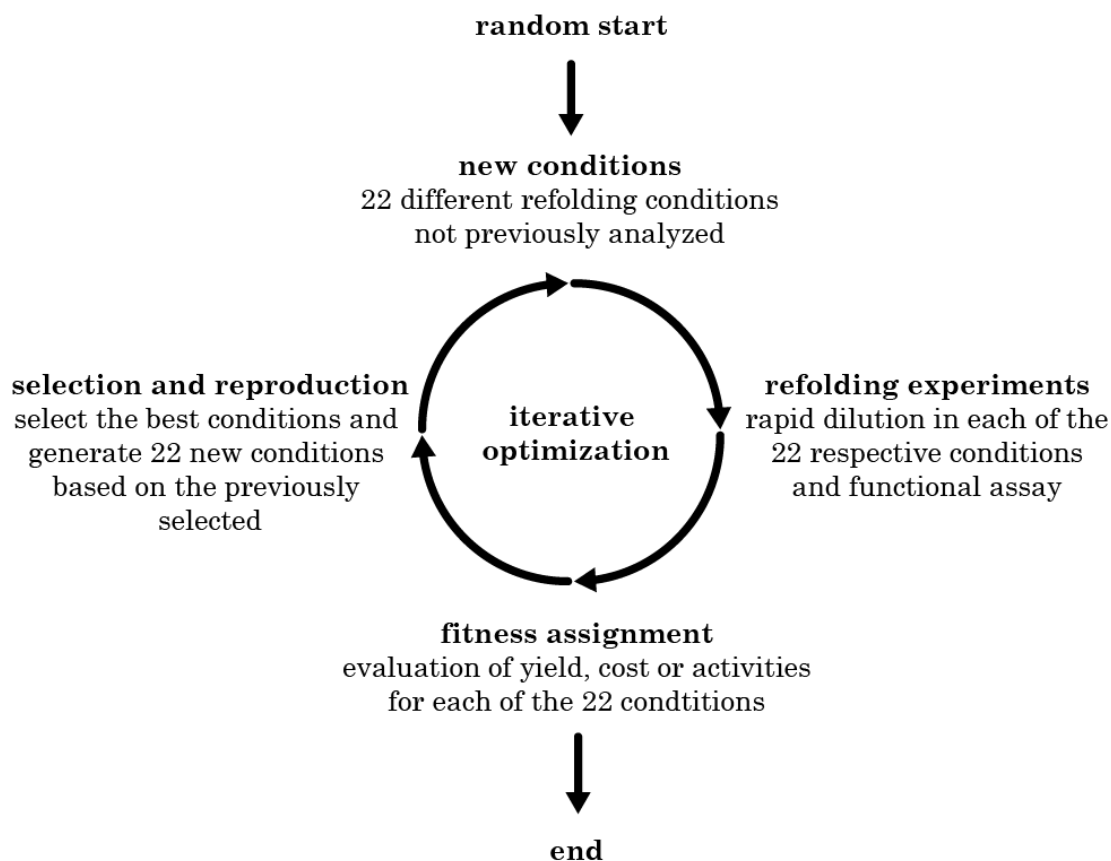 random start
new conditions
22 different refolding conditions
not previously analyzed
selection and reproduction
select the best conditions and
generate 22 new conditions
based on the previously
selected
iterative
optimization
refolding experiments
rapid dilution in each of the
22 respective conditions
and functional assay
fitness assignment
evaluation of yield, cost or activities
for each of the 22 condtitions
end